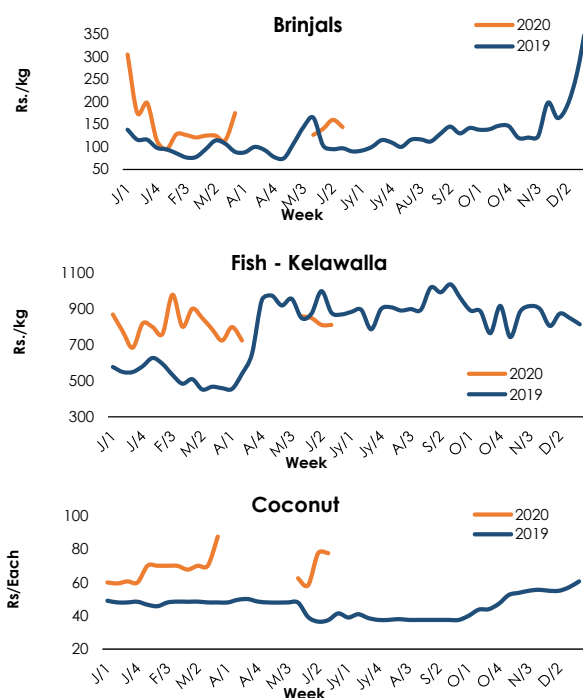 Brinjals
Rs./kg
350
300
250
200
150
100
50
2020
2019
J/1
J/4
F/3
M/2
A/1
A/4
M/3
J/2
Jy/1
Jy/4
Au/3
S/2
O/1
O/4
N/3
D/2
Week
Fish - Kelawalla
Rs./kg
1100
900
700
500
300
2020
2019
J/1
J/4
F/3
M/2
A/1
A/4
M/3
J/2
Jy/1
Jy/4
A/3
S/2
O/1
O/4
N/3
D/2
Week
Coconut
Rs/Each
100
80
60
40
20
2020
2019
J/1
J/4
F/3
M/2
A/1
A/4
M/3
J/2
Jy/1
Jy/4
A/3
S/2
O/1
O/4
N/3
D/2
Week